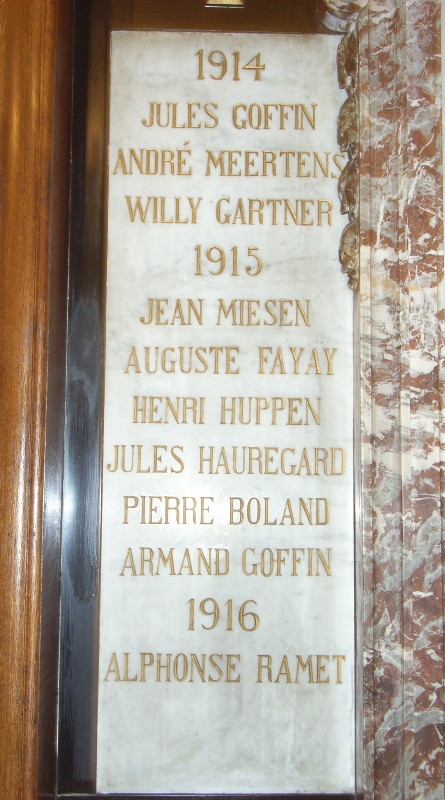 1914
JULES GOFFIN
ANDRÉ MEERTENS
WILLY GARTNER
1915
JEAN MIESEN
AUGUSTE FAYAY
HENRI HUPPEN
JULES HAUREGARD
PIERRE BOLAND
ARMAND GOFFIN
1916
ALPHONSE RAMET